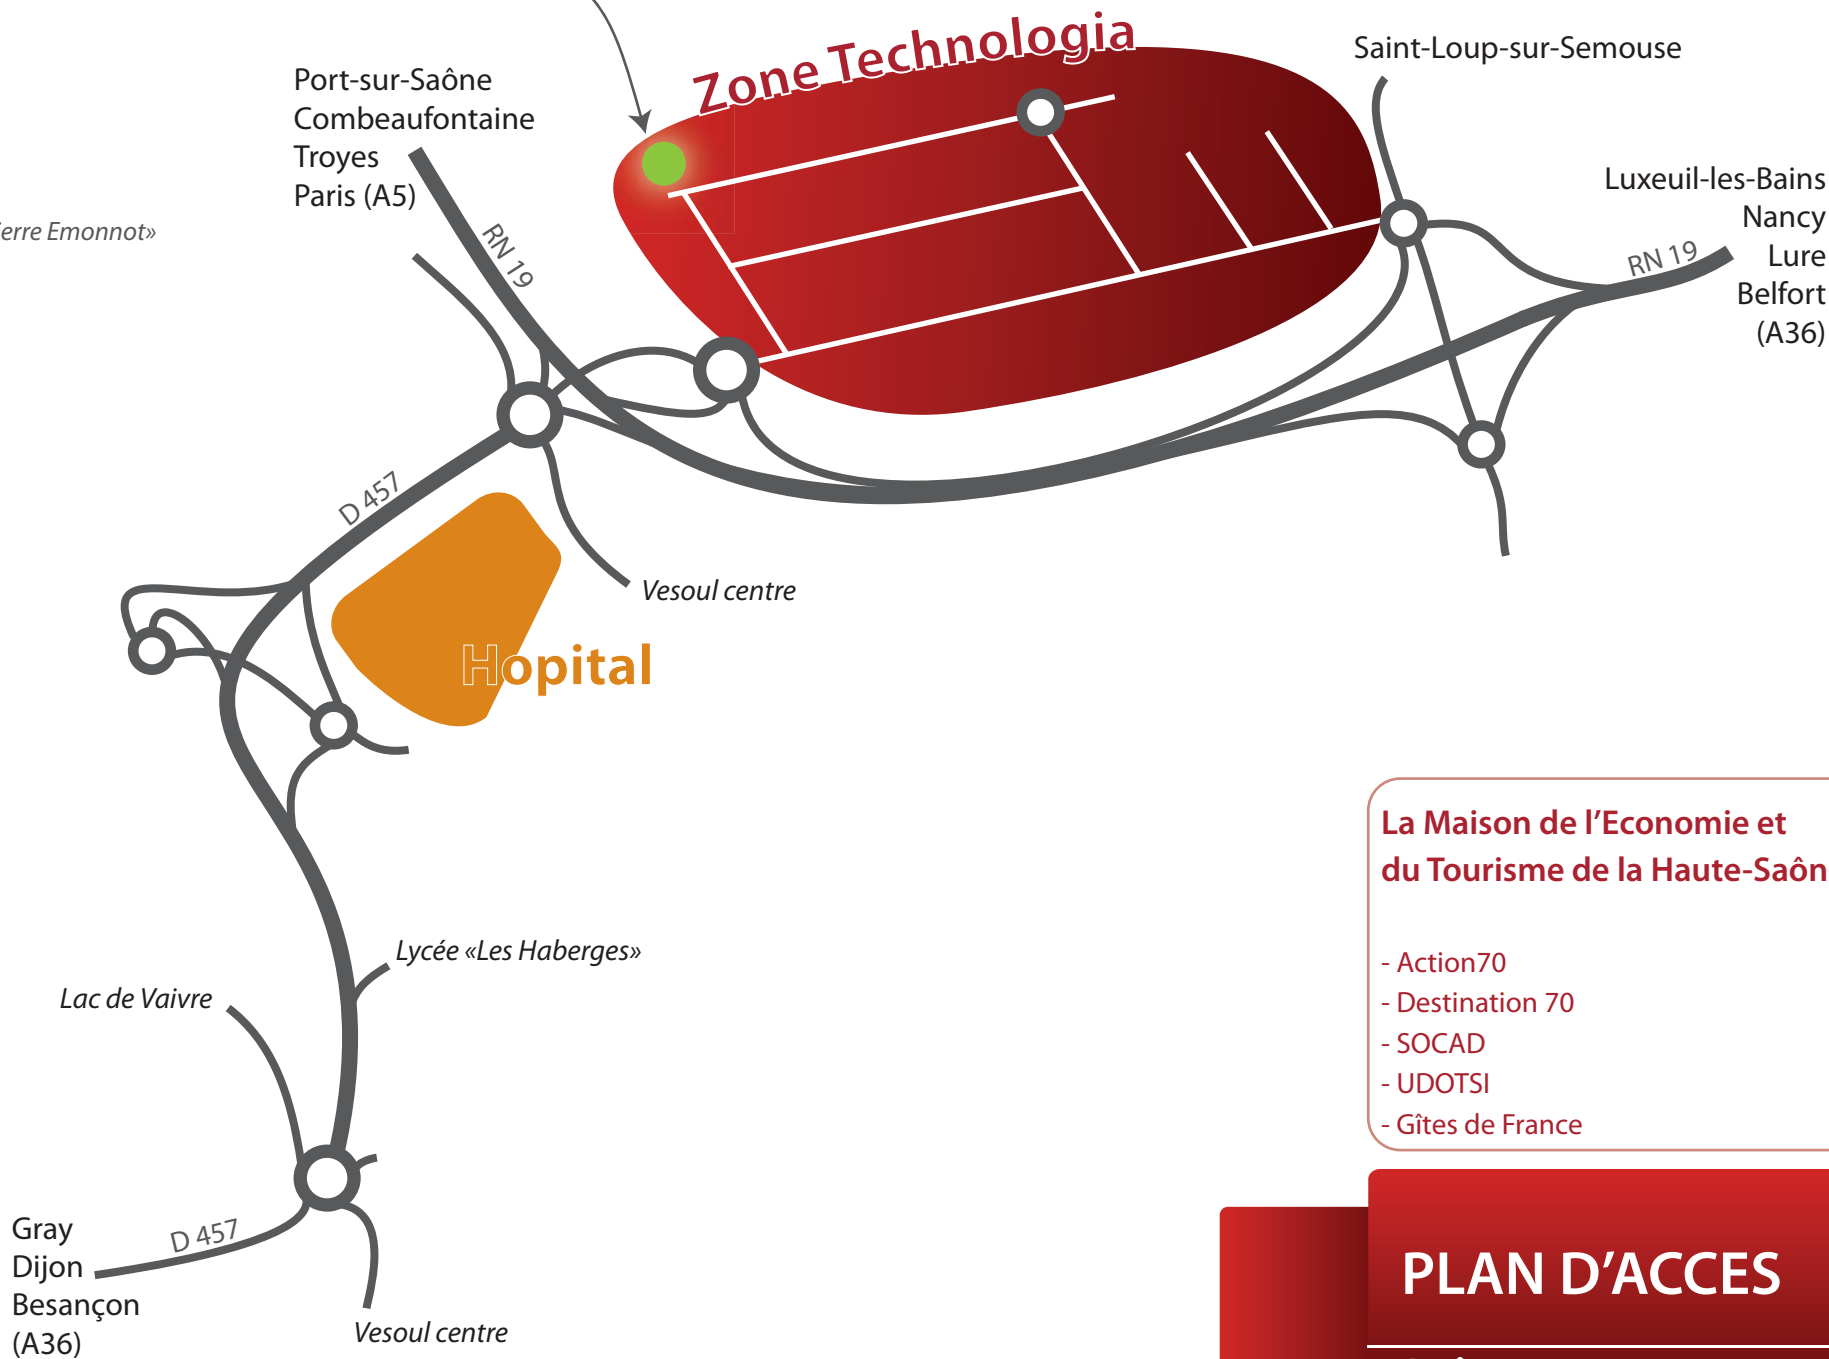 Zone Technologia
Saint-Loup-sur-Semouse
Port-sur-Saône
Combeaufontaine
Troyes
Paris (A5)
RN 19
Luxeuil-les-Bains
Nancy
Lure
Belfort
(A36)
RN 19
Emonnot»
D 457
Vesoul centre
Hopital
La Maison de l'Economie et
du Tourisme de la Haute-Saôn
- Action70
- Destination 70
- SOCAD
- UDOTSI
- Gîtes de France
Lycée «Les Haberges»
Lac de Vaivre
Gray
Dijon
Besançon
(A36)
D 457
Vesoul centre
PLAN D'ACCES